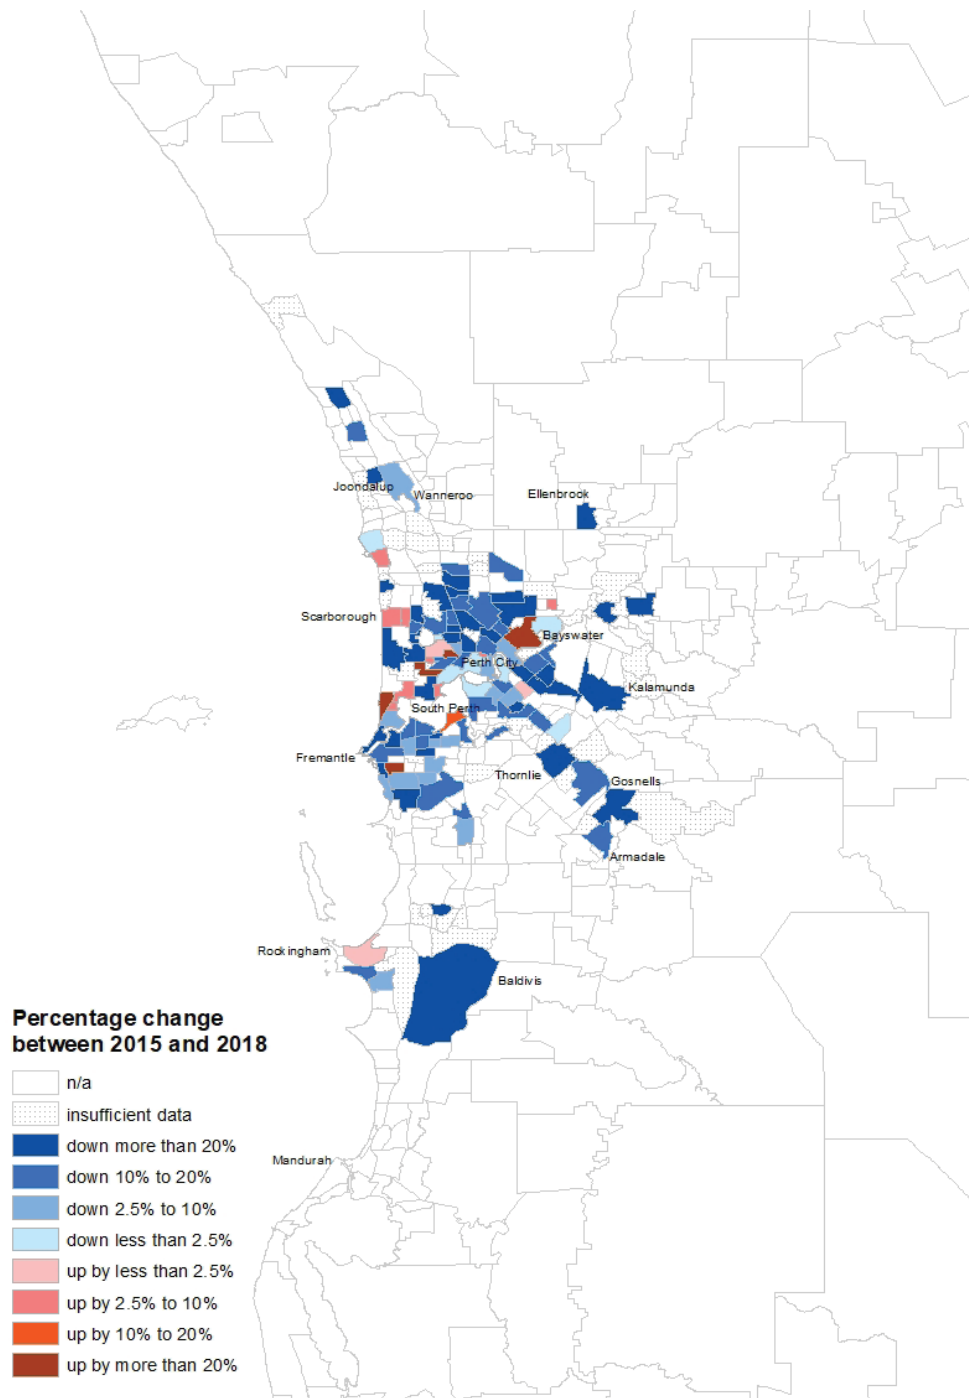 Joondalup
Wanneroo
Ellenbrook
Scarborough
Bayswater
Perth City
Kalamunda
South Perth
Fremantle
Thornlie
Gosnells
Armadale
Rockingham
Baldivis
Percentage change
between 2015 and 2018
n/a
insufficient data
down more than 20%
down 10% to 20%
down 2.5% to 10%
down less than 2.5%
up by less than 2.5%
up by 2.5% to 10%
up by 10% to 20%
up by more than 20%
Mandurah